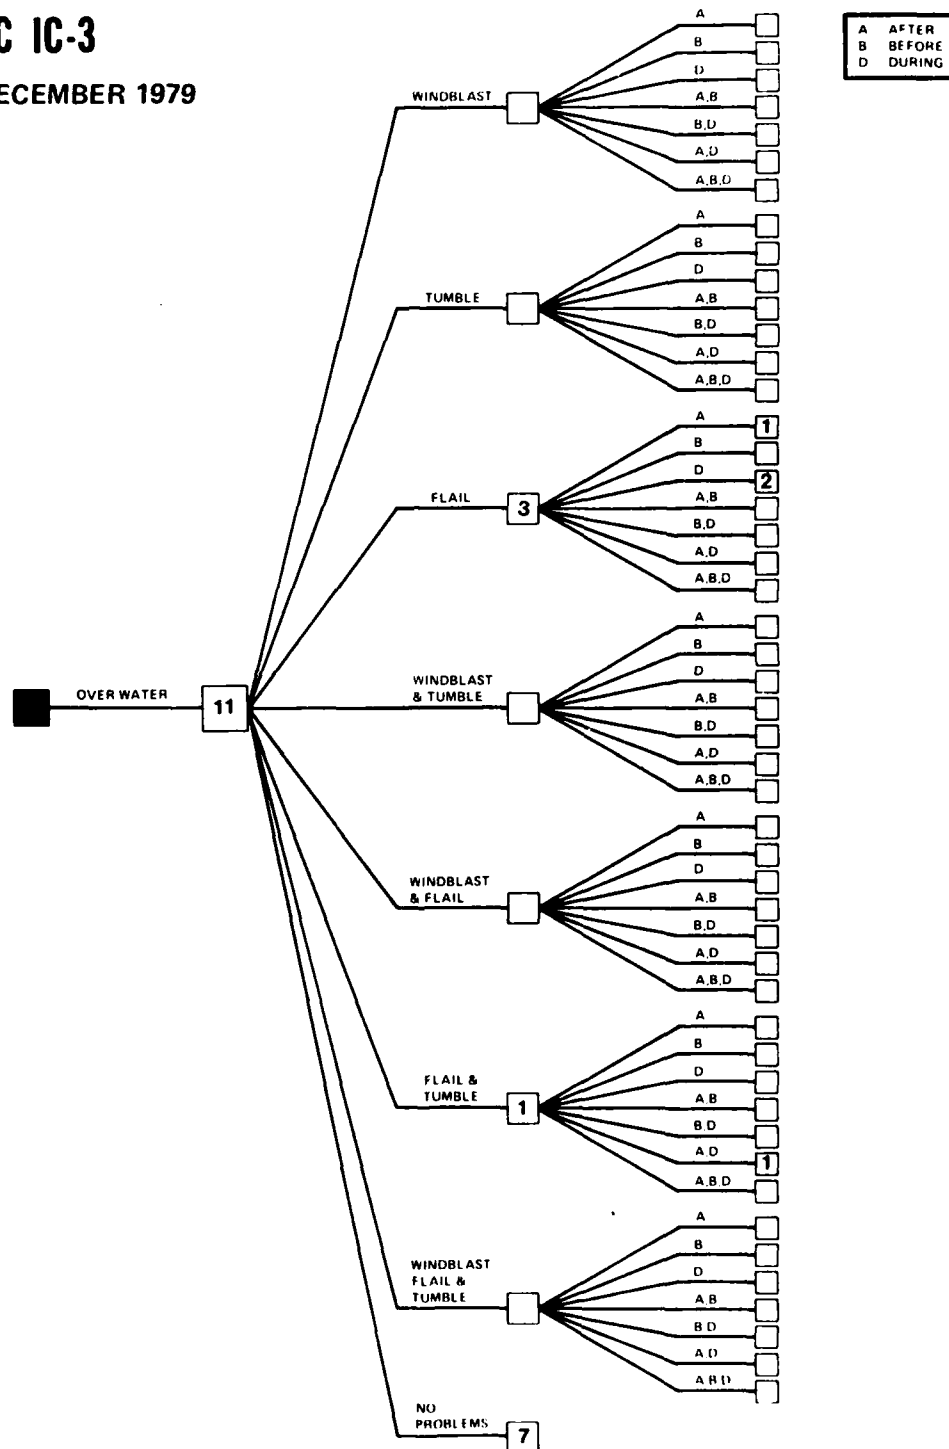 C IC-3
ECEMBER 1979
A AFTER
B BEFORE
D DURING
WINDBLAST
A
B
D
A,B
B,D
A,D
A,B,D
TUMBLE
A
B
D
A,B
B,D
A,D
A,B,D
FLAIL
3
A
1
B
D
2
A,B
B,D
A,D
A,B,D
OVER WATER
11
WINDBLAST
& TUMBLE
A
B
D
A,B
B,D
A,D
A,B,D
WINDBLAST
& FLAIL
A
B
D
A,B
B,D
A,D
A,B,D
FLAIL &
TUMBLE
1
A
B
D
A,B
B,D
A,D
1
A,B,D
WINDBLAST
FLAIL &
TUMBLE
A
B
D
A,B
B D
A,D
A B D
NO
PROBLEMS
7